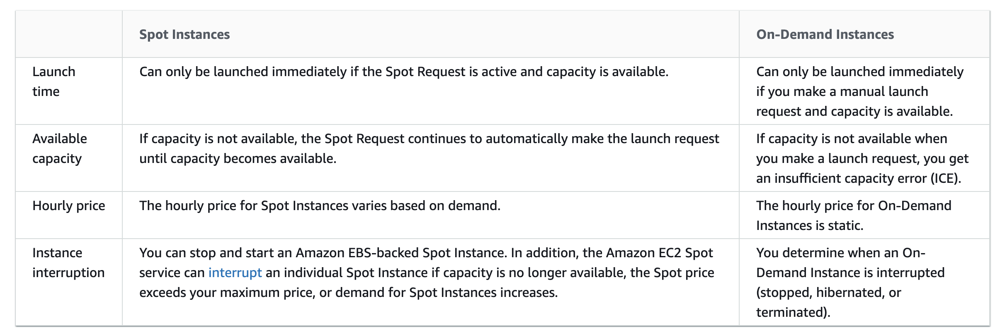 Spot Instances
On-Demand Instances
Launch
time
Can only be launched immediately if the Spot Request is active and capacity is available.
Can only be launched immediately
if you make a manual launch
request and capacity is available.
Available
capacity
If capacity is not available, the Spot Request continues to automatically make the launch request
until capacity becomes available.
If capacity is not available when
you make a launch request, you get
an insufficient capacity error (ICE).
Hourly price
The hourly price for Spot Instances varies based on demand.
The hourly price for On-Demand
Instances is static.
Instance
interruption
You can stop and start an Amazon EBS-backed Spot Instance. In addition, the Amazon EC2 Spot
service can interrupt an individual Spot Instance if capacity is no longer available, the Spot price
exceeds your maximum price, or demand for Spot Instances increases.
You determine when an On-
Demand Instance is interrupted
(stopped, hibernated, or
terminated).